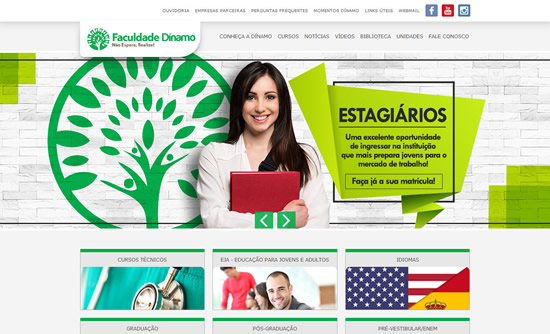 OUVIDORIA EMPRESAS PARCEIRAS PERGUNTAS FREQUENTES MOMENTOS DÍNAMO LINKS ÚTEIS WEBMAIL
Faculdade Dínamo
Não Espere, Realize!
CONHEÇA A DÍNAMO CURSOS NOTÍCIAS VÍDEOS BIBLIOTECA UNIDADES FALE CONOSCO
ESTAGIÁRIOS
Uma excelente oportunidade
de ingressar na instituição
que mais prepara jovens para o
mercado de trabalho!
Faça já a sua matrícula!
CURSOS TÉCNICOS EJA - EDUCAÇÃO PARA JOVENS E ADULTOS IDIOMAS
GRADUAÇÃO PÓS-GRADUAÇÃO PRÉ-VESTIBULAR/ENEM